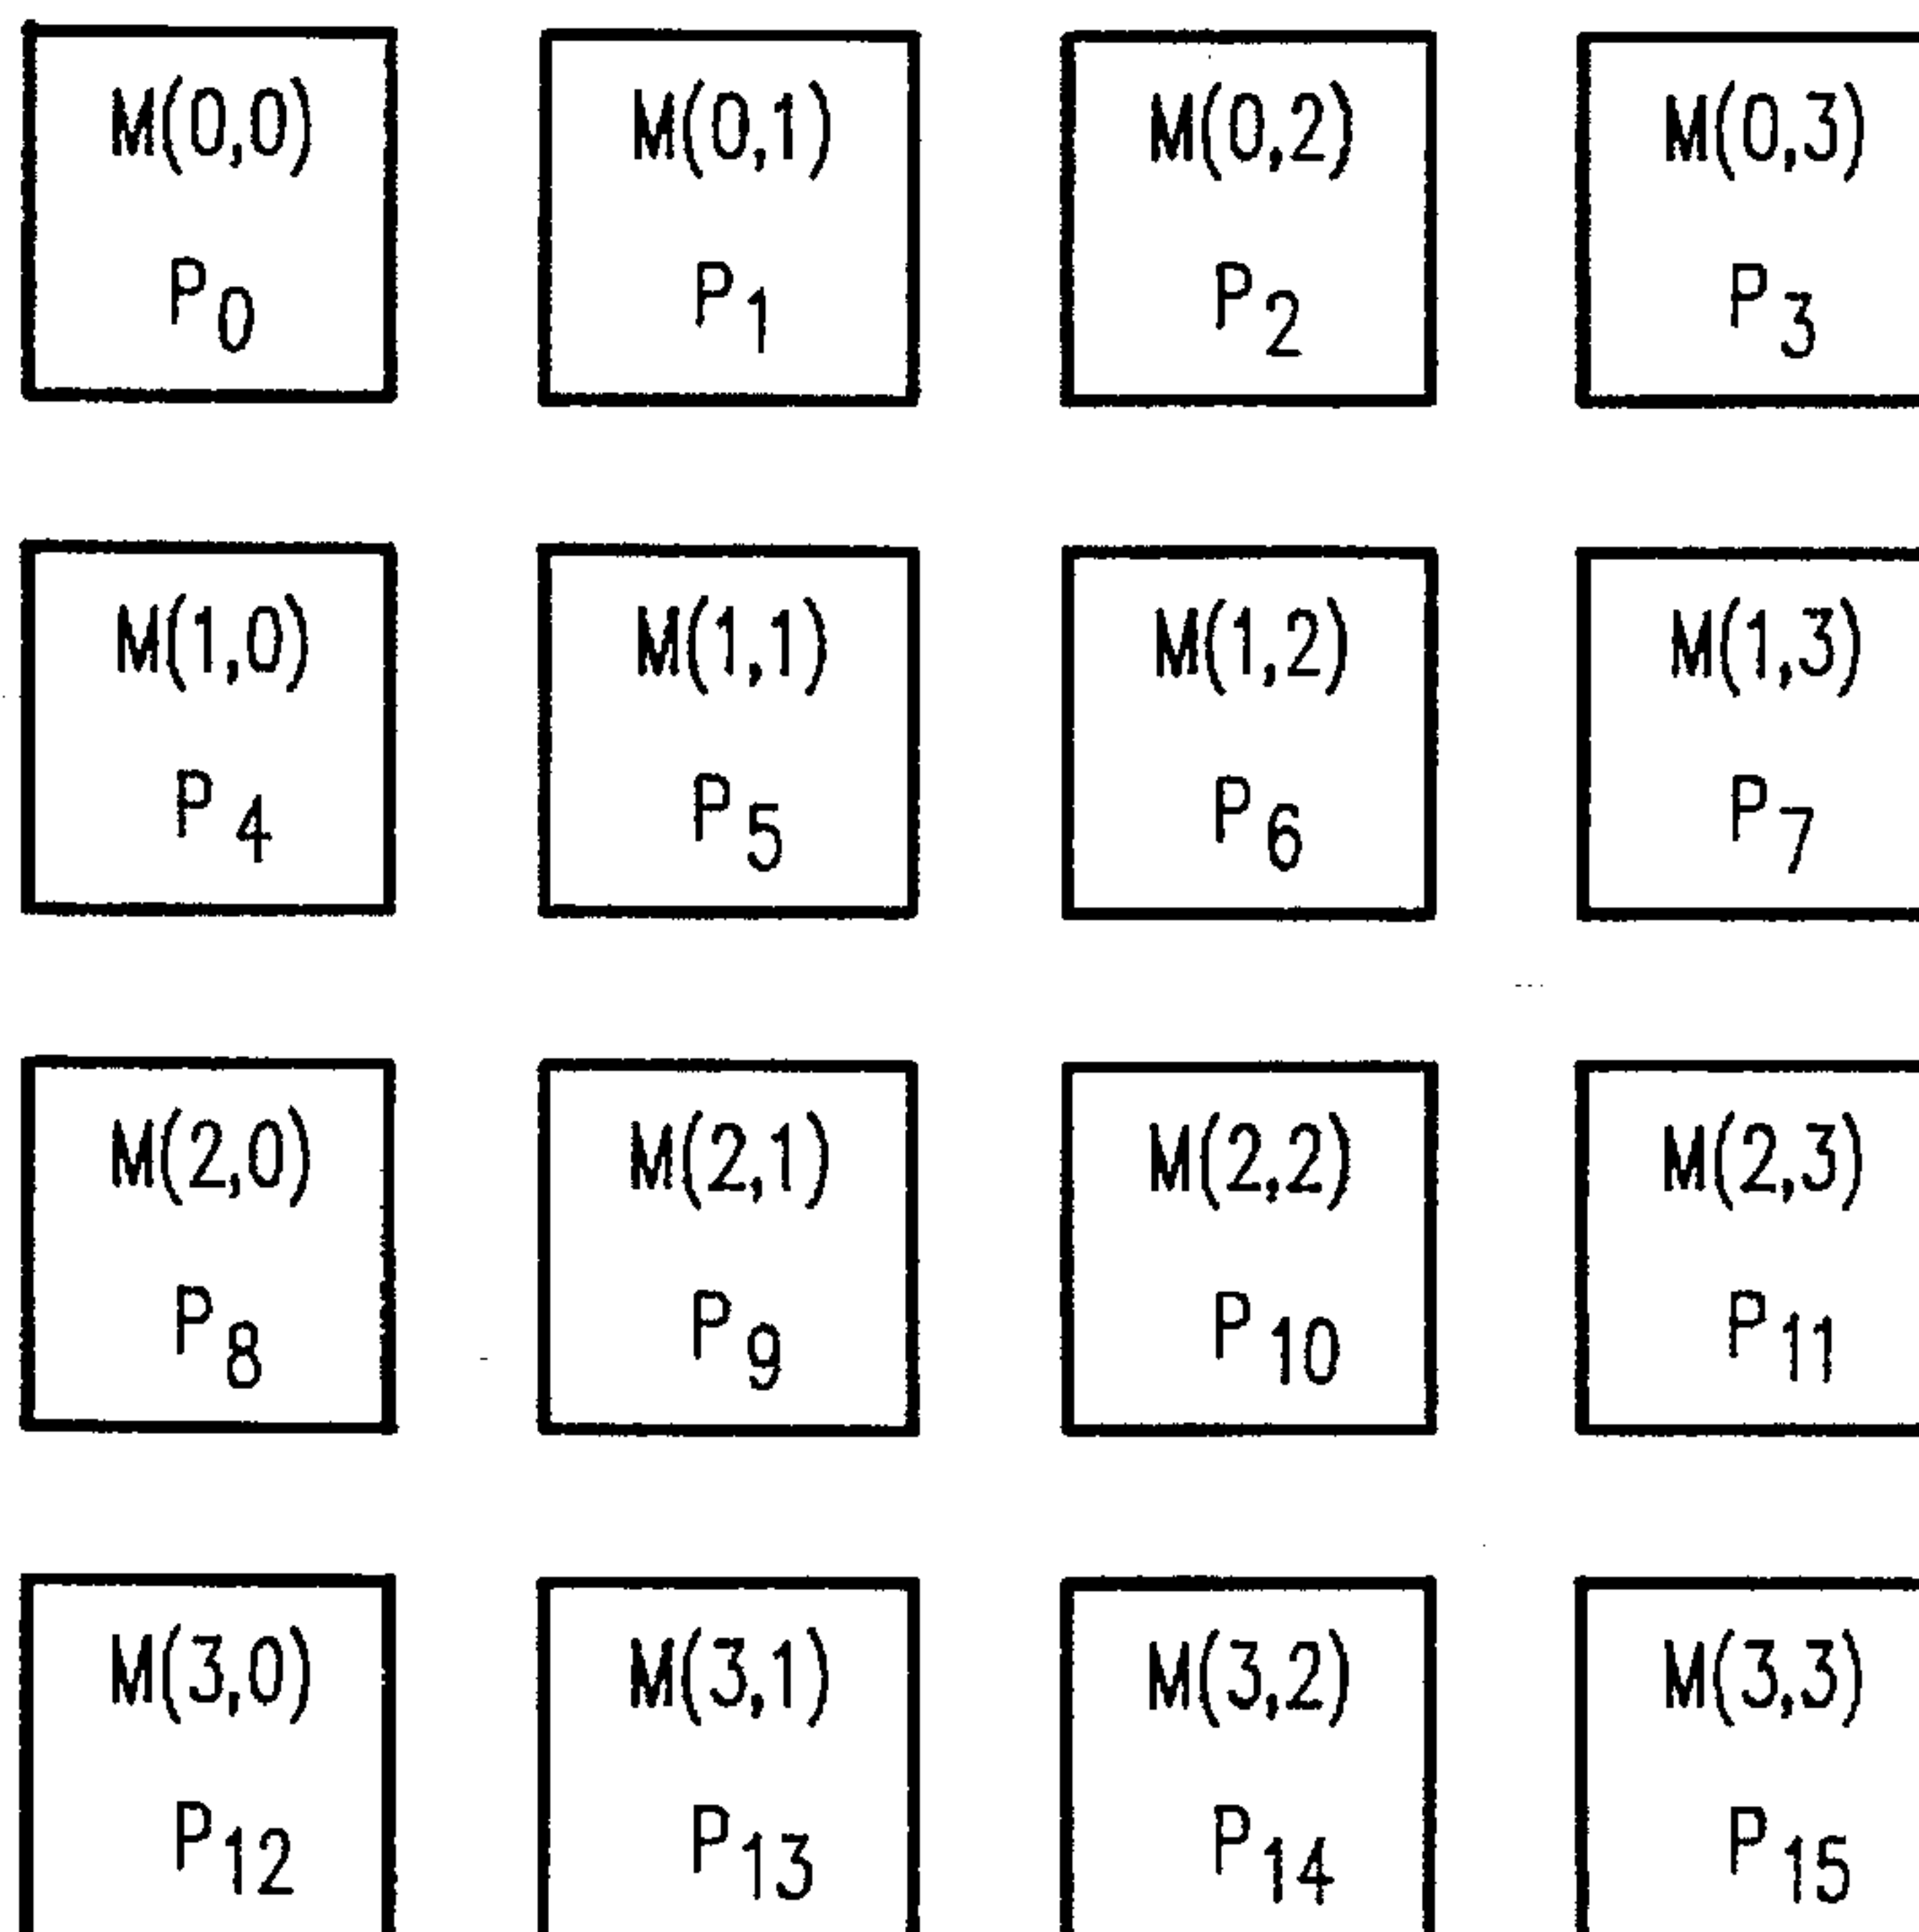 M(0,0) M(0,1) M(0,2) M(0,3)
P0 P1 P2 P3
M(1,0) M(1,1) M(1,2) M(1,3)
P4 P5 P6 P7
M(2,0) M(2,1) M(2,2) M(2,3)
P8 P9 P10 P11
M(3,0) M(3,1) M(3,2) M(3,3)
P12 P13 P14 P15